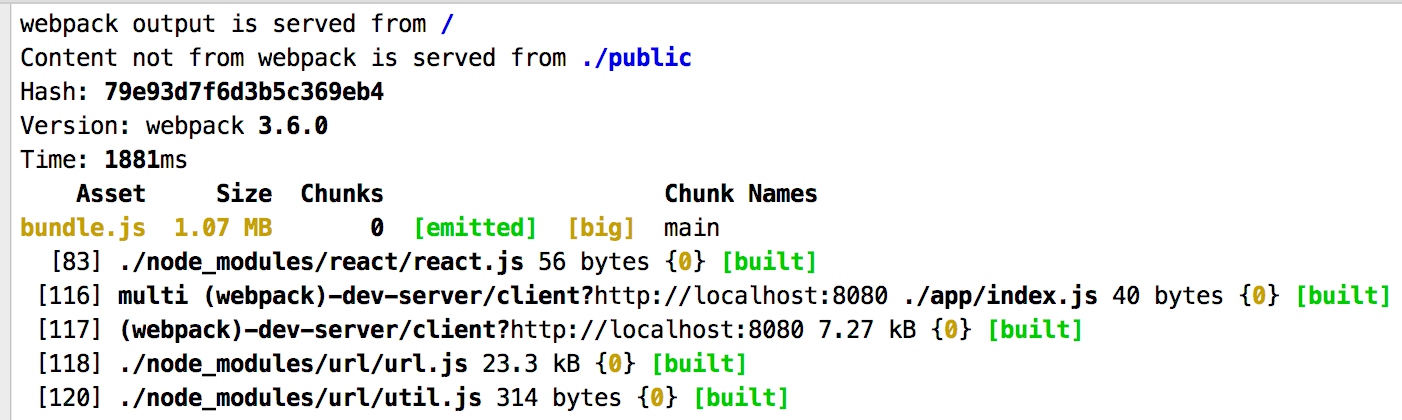 webpack output is served from /
Content not from webpack is served from ./public
Hash: 79e93d7f6d3b5c369eb4
Version: webpack 3.6.0
Time: 1881ms
    Asset     Size  Chunks                    Chunk Names
bundle.js  1.07 MB       0  [emitted]  [big]  main
  [83] ./node_modules/react/react.js 56 bytes {0} [built]
 [116] multi (webpack)-dev-server/client?http://localhost:8080 ./app/index.js 40 bytes {0} [built]
 [117] (webpack)-dev-server/client?http://localhost:8080 7.27 kB {0} [built]
 [118] ./node_modules/url/url.js 23.3 kB {0} [built]
 [120] ./node_modules/url/util.js 314 bytes {0} [built]